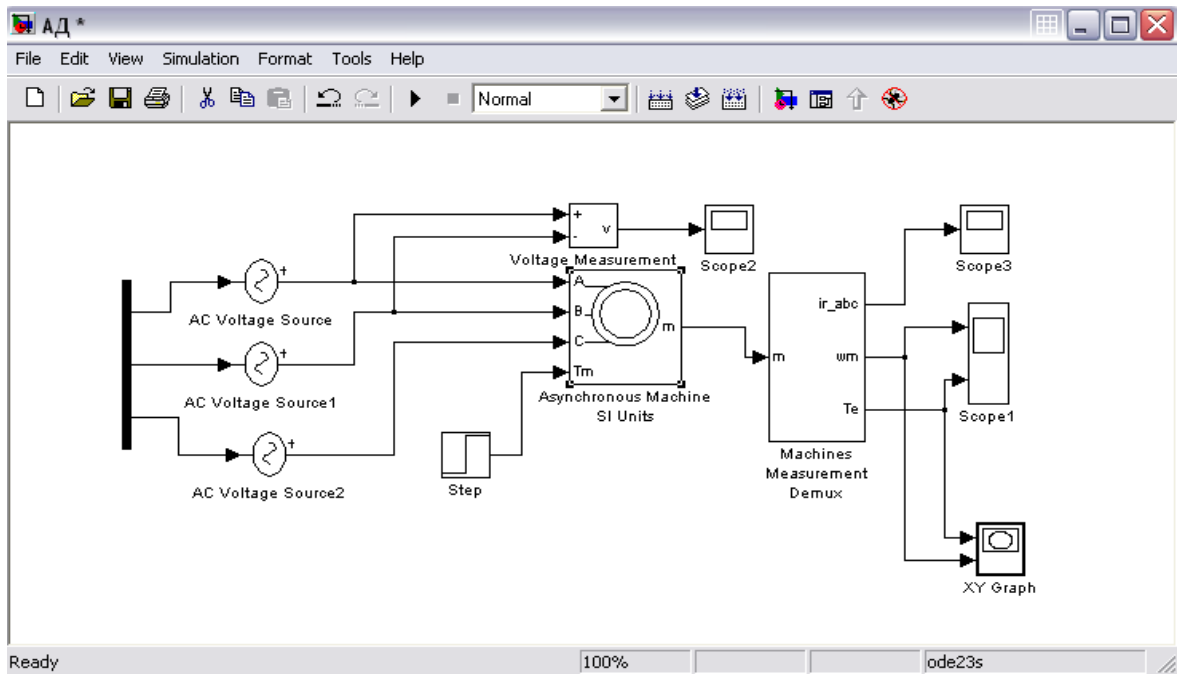 АД *
File Edit View Simulation Format Tools Help
Normal
+
-
v
Voltage Measurement
Scope2
Scope3
+
AC Voltage Source
A
B
C
Tm
m
Asynchronous Machine
SI Units
+
AC Voltage Source1
+
AC Voltage Source2
Step
m
ir_abc
wm
Te
Machines
Measurement
Demux
Scope1
XY Graph
Ready
100%
ode23s